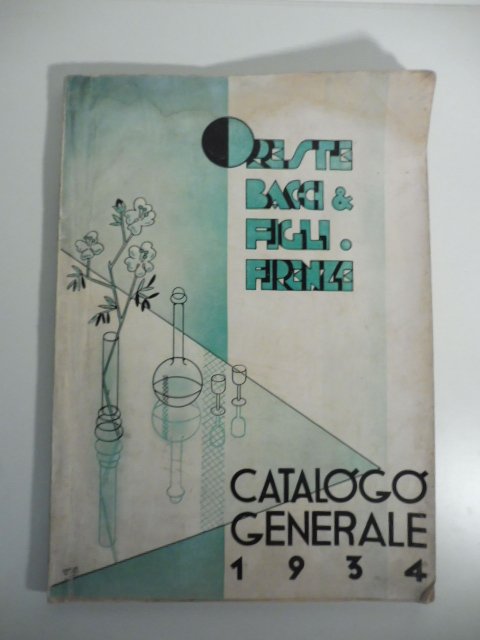 ORESTE
BACCI &
FIGLI.
FIRENZE
CATALOGO
GENERALE
1934